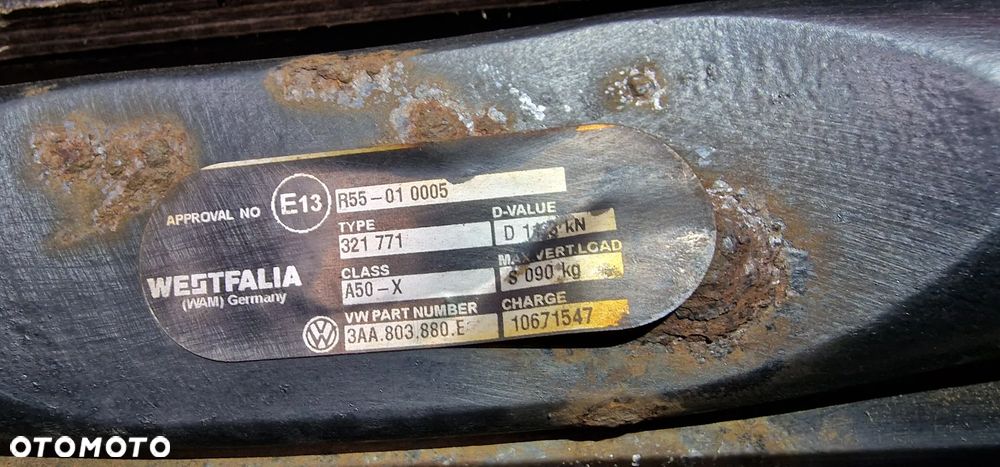 APPROVAL NO E13 R55-01 0005
TYPE D-VALUE
321 771 D kN
WESTFALIA
(WAM) Germany
CLASS MAX VERT.LOAD
A50-X S 090 kg
VW PART NUMBER CHARGE
3AA.803.880.E 10671547
OTOMOTO